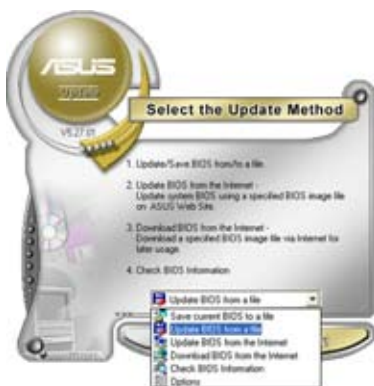 ASUS
Update
V5.27.01
Select the Update Method
1. Update/Save BIOS from/to a file.
2. Update BIOS from the Internet -
Update system BIOS using a specified BIOS image file
on ASUS Web Site.
3. Download BIOS from the Internet -
Download a specified BIOS image file via Internet for
later usage.
4. Check BIOS Information
Update BIOS from a file
Save current BIOS to a file
Update BIOS from a file
Update BIOS from the Internet
Download BIOS from the Internet
Check BIOS Information
Options